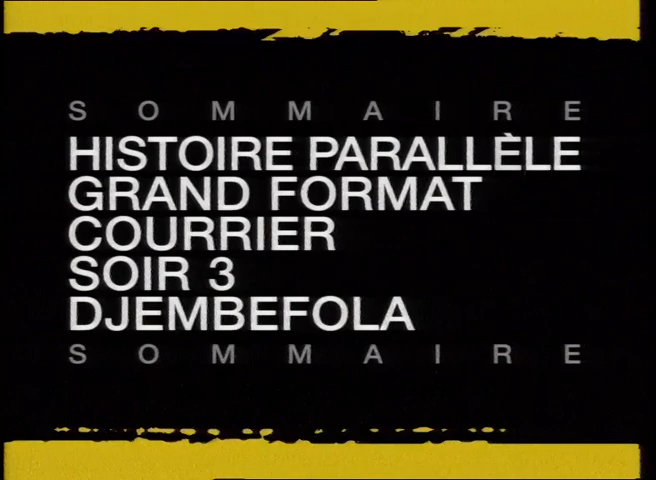 SOMMAIRE
HISTOIRE PARALLÈLE
GRAND FORMAT
COURRIER
SOIR 3
DJEMBEFOLA
SOMMAIRE